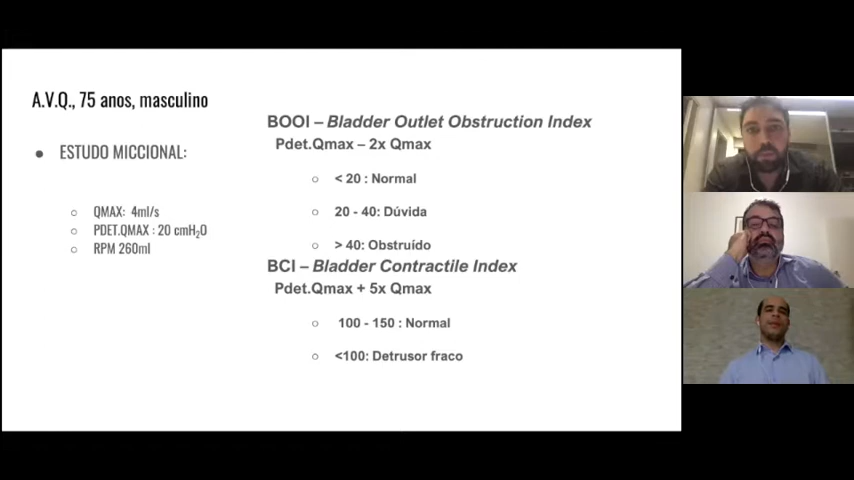 A.V.Q., 75 anos, masculino
● ESTUDO MICCIONAL:
○ QMAX: 4ml/s
○ PDET.QMAX : 20 cmH₂O
○ RPM 260ml
BOOI – Bladder Outlet Obstruction Index
Pdet.Qmax – 2x Qmax
○ < 20 : Normal
○ 20 - 40: Dúvida
○ > 40: Obstruído
BCI – Bladder Contractile Index
Pdet.Qmax + 5x Qmax
○ 100 - 150 : Normal
○ <100: Detrusor fraco